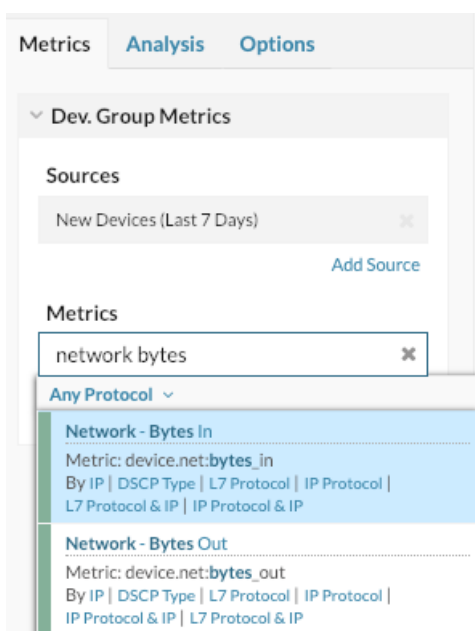 Metrics Analysis Options
Dev. Group Metrics
Sources
New Devices (Last 7 Days)
Add Source
Metrics
network bytes
Any Protocol
Network - Bytes In
Metric: device.net:bytes_in
By IP | DSCP Type | L7 Protocol | IP Protocol |
L7 Protocol & IP | IP Protocol & IP
Network - Bytes Out
Metric: device.net:bytes_out
By IP | DSCP Type | L7 Protocol | IP Protocol |
IP Protocol & IP | L7 Protocol & IP